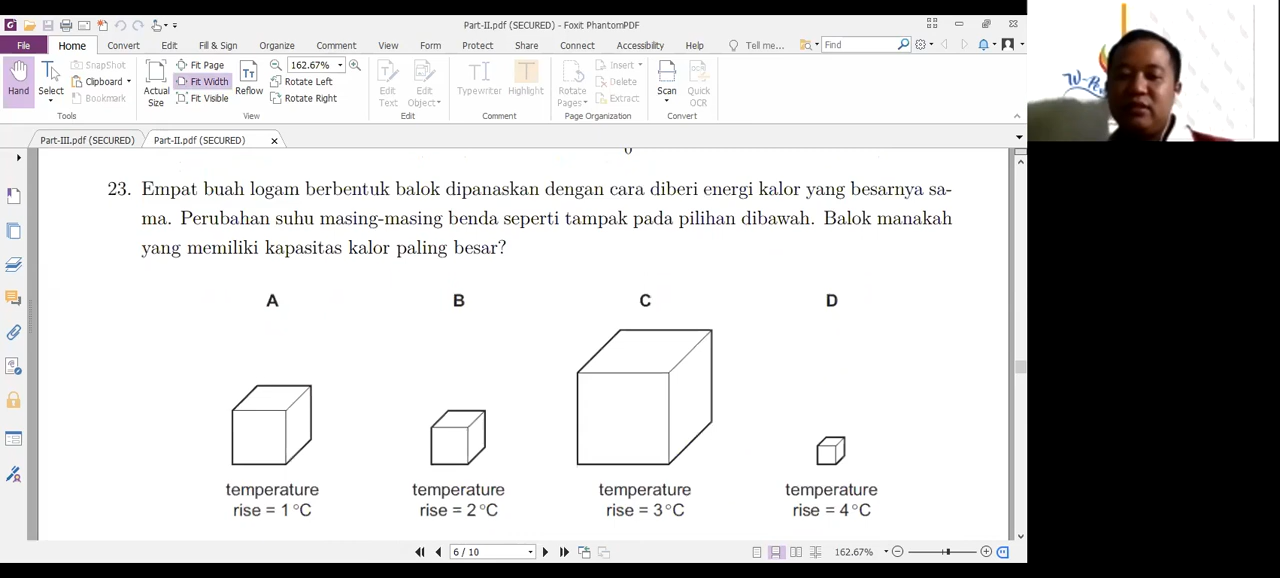 Part-II.pdf (SECURED) - Foxit PhantomPDF
File Home Convert Edit Fill & Sign Organize Comment View Form Protect Share Connect Accessibility Help Tell me... Find
Hand
Select
SnapShot
Clipboard
Bookmark
Tools
Actual Size
Fit Page
Fit Width
Fit Visible
Reflow
162.67%
Rotate Left
Rotate Right
View
Edit Text
Edit Object
Edit
Typewriter
Highlight
Comment
Rotate Pages
Insert
Delete
Extract
Page Organization
Scan
Quick OCR
Convert
Part-III.pdf (SECURED) Part-II.pdf (SECURED)
23. Empat buah logam berbentuk balok dipanaskan dengan cara diberi energi kalor yang besarnya sa-
ma. Perubahan suhu masing-masing benda seperti tampak pada pilihan dibawah. Balok manakah
yang memiliki kapasitas kalor paling besar?
A B C D
temperature temperature temperature temperature
rise = 1 °C rise = 2 °C rise = 3 °C rise = 4 °C
6 / 10 162.67%